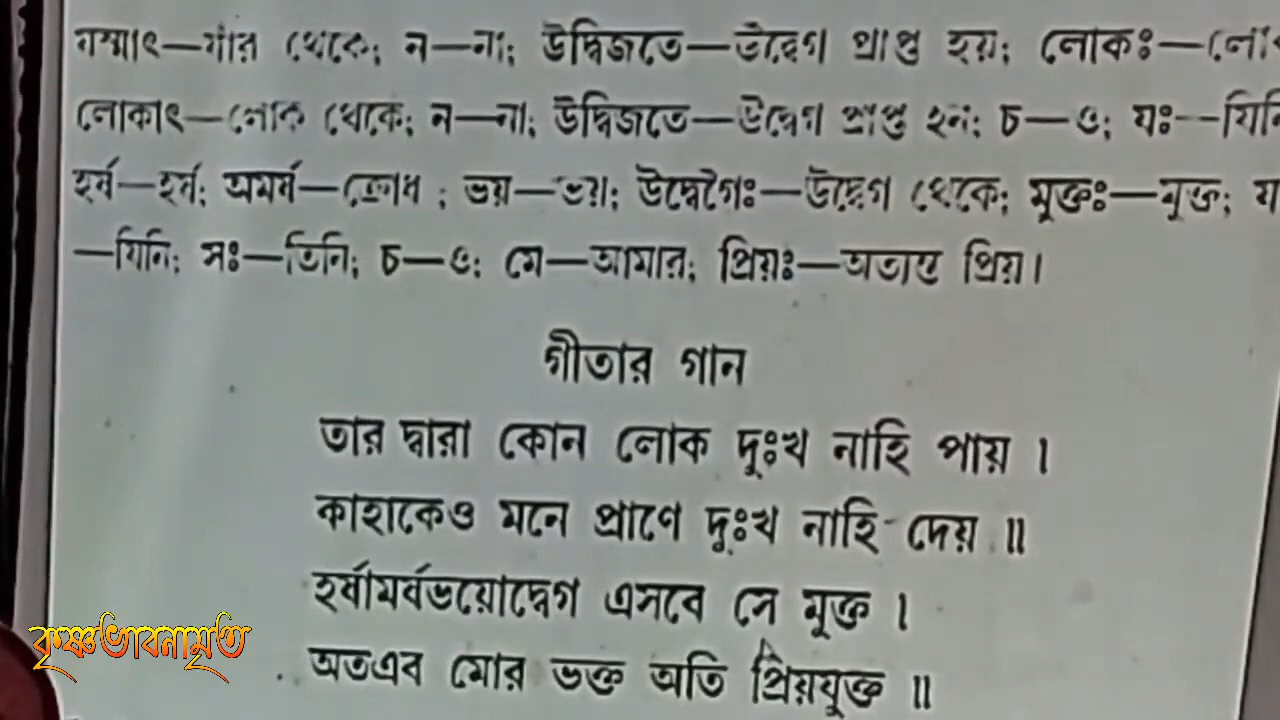 যস্মাৎ—যাঁর থেকে; ন—না; উদ্বিজতে—উদ্বেগ প্রাপ্ত হয়; লোকঃ—লো
লোকাৎ—লোক থেকে; ন—না; উদ্বিজতে—উদ্বেগ প্রাপ্ত হন; চ—ও; যঃ—যিনি
হর্ষ—হর্ষ; অমর্ষ—ক্রোধ ; ভয়—ভয়; উদ্বেগৈঃ—উদ্বেগ থেকে; মুক্তঃ—মুক্ত; য
—যিনি; সঃ—তিনি; চ—ও; মে—আমার; প্রিয়ঃ—অত্যন্ত প্রিয়।
গীতার গান
তার দ্বারা কোন লোক দুঃখ নাহি পায় ।
কাহাকেও মনে প্রাণে দুঃখ নাহি দেয় ॥
হর্ষামর্ষভয়োদ্বেগ এসবে সে মুক্ত ।
অতএব মোর ভক্ত অতি প্রিয়যুক্ত ॥
কৃষ্ণভাবনামৃত